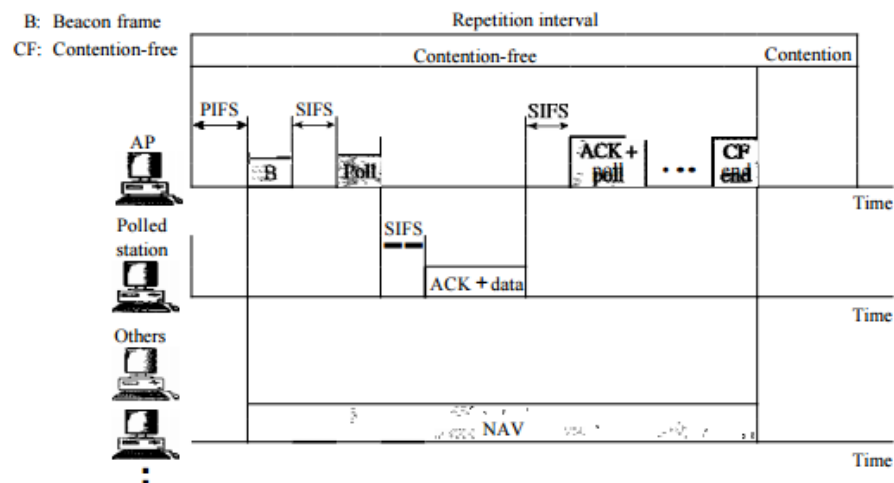 B: Beacon frame
CF: Contention-free
Repetition interval
Contention-free
Contention
PIFS
SIFS
SIFS
AP
B
Poll
ACK +
poll
• • •
CF
end
Time
Polled
station
SIFS
ACK + data
Time
Others
NAV
Time